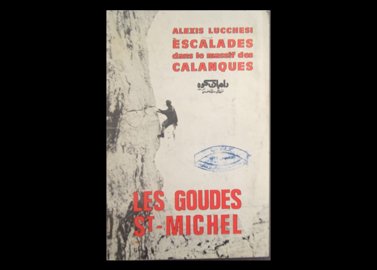 ALEXIS LUCCHESI
ESCALADES
dans le massif des
CALANQUES
LES GOUDES
ST-MICHEL